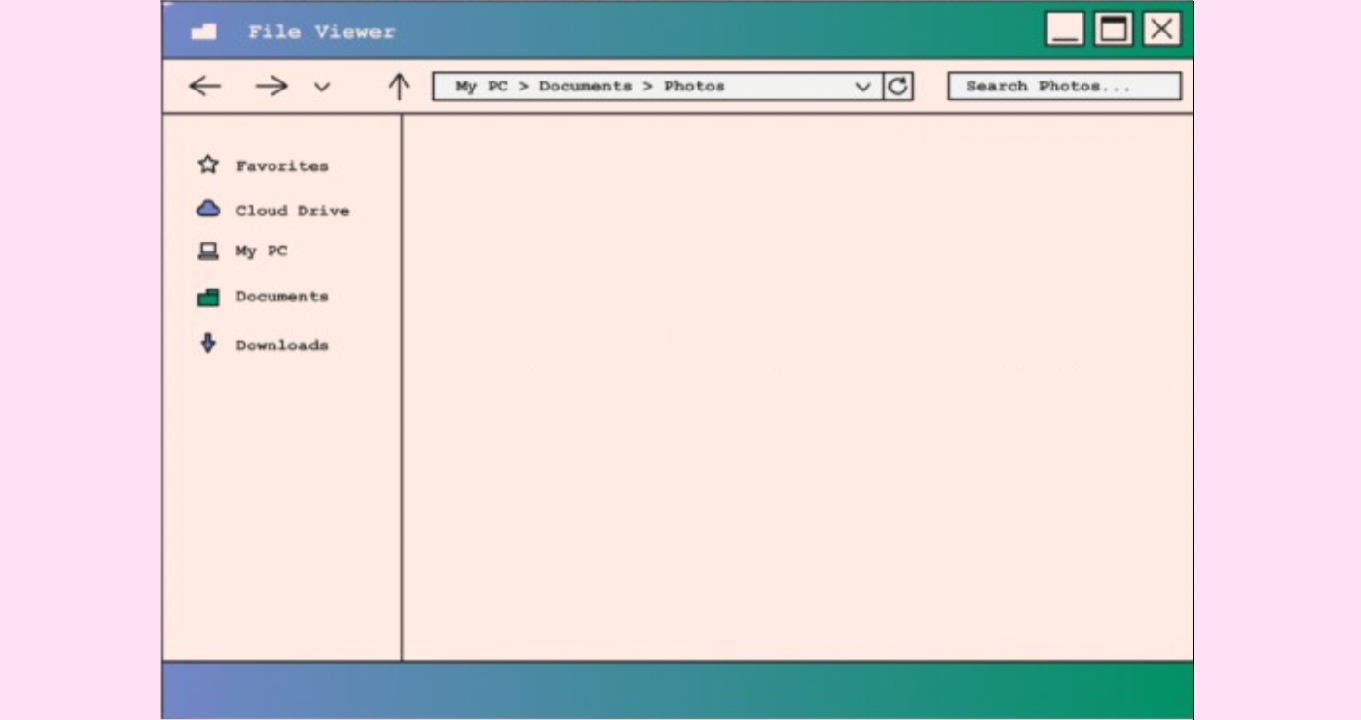 File Viewer
My PC > Documents > Photos
Search Photos...
Favorites
Cloud Drive
My PC
Documents
Downloads